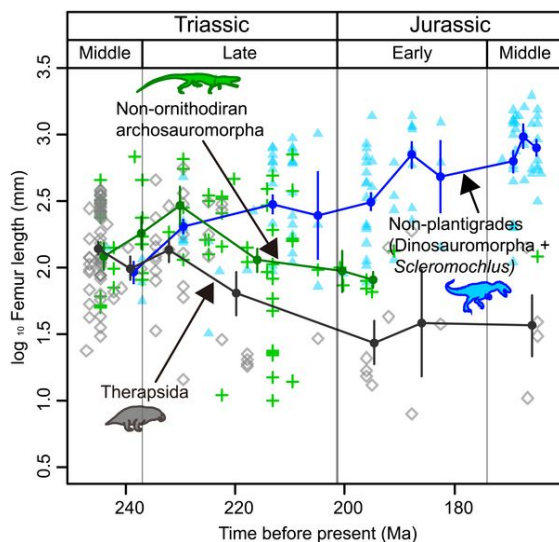 Triassic Jurassic
Middle Late Early Middle
3.5
3.0
2.5
2.0
1.5
1.0
0.5
log 10 Femur length (mm)
Non-ornithodiran
archosauromorpha
Non-plantigrades
(Dinosauromorpha +
Scleromochlus)
Therapsida
240 220 200 180
Time before present (Ma)